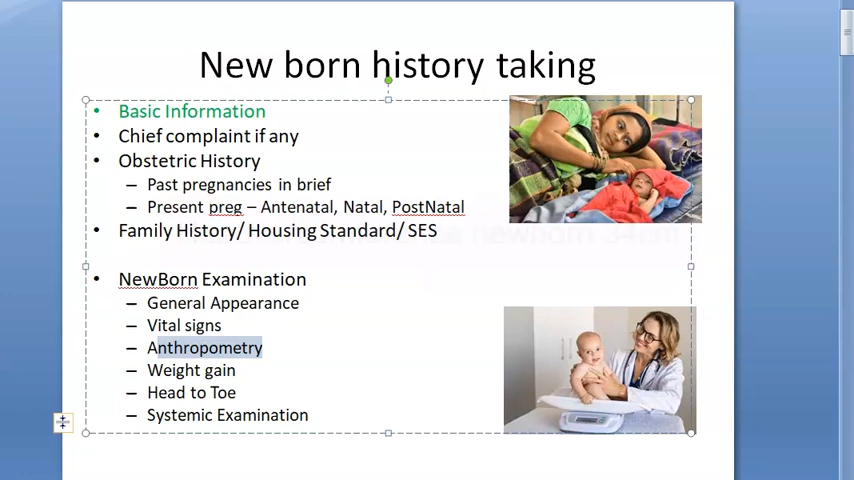 New born history taking
• Basic Information
• Chief complaint if any
• Obstetric History
– Past pregnancies in brief
– Present preg – Antenatal, Natal, PostNatal
• Family History/ Housing Standard/ SES
newborn 34cm
• NewBorn Examination
– General Appearance
– Vital signs
– Anthropometry
– Weight gain
– Head to Toe
– Systemic Examination